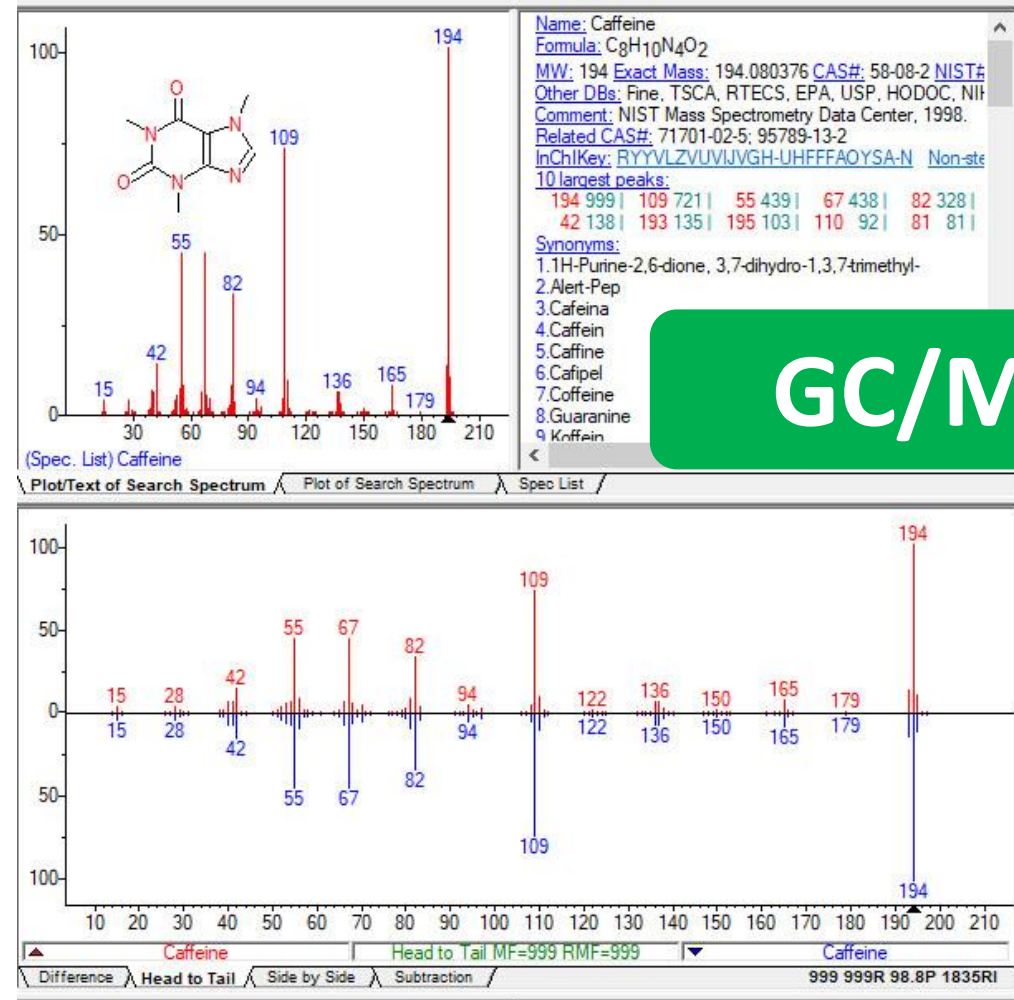 100
50
0
194
109
55
82
42
15
94
136
165
179
O
N
N
O
N
N
30 60 90 120 150 180 210
(Spec. List) Caffeine
Plot/Text of Search Spectrum Plot of Search Spectrum Spec List
Name: Caffeine
Formula: C8H10N4O2
MW: 194 Exact Mass: 194.080376 CAS#: 58-08-2 NIST#
Other DBs: Fine, TSCA, RTECS, EPA, USP, HODOC, NIH
Comment: NIST Mass Spectrometry Data Center, 1998.
Related CAS#: 71701-02-5; 95789-13-2
InChIKey: RYYVLZVUVIJVGH-UHFFFAOYSA-N Non-ste
10 largest peaks:
194 999 | 109 721 | 55 439 | 67 438 | 82 328 |
42 138 | 193 135 | 195 103 | 110 92 | 81 81 |
Synonyms:
1.1H-Purine-2,6-dione, 3,7-dihydro-1,3,7-trimethyl-
2.Alert-Pep
3.Cafeina
4.Caffein
5.Caffine
6.Cafipel
7.Coffeine
8.Guaranine
9.Koffein
GC/M
100
50
0
50
100
194
109
55 67
82
42
15 28 94 122 136 150 165 179
15 28 42 94 122 136 150 165 179
82
55 67
109
194
10 20 30 40 50 60 70 80 90 100 110 120 130 140 150 160 170 180 190 200 210
Caffeine Head to Tail MF=999 RMF=999 Caffeine
Difference Head to Tail Side by Side Subtraction 999 999R 98.8P 1835RI